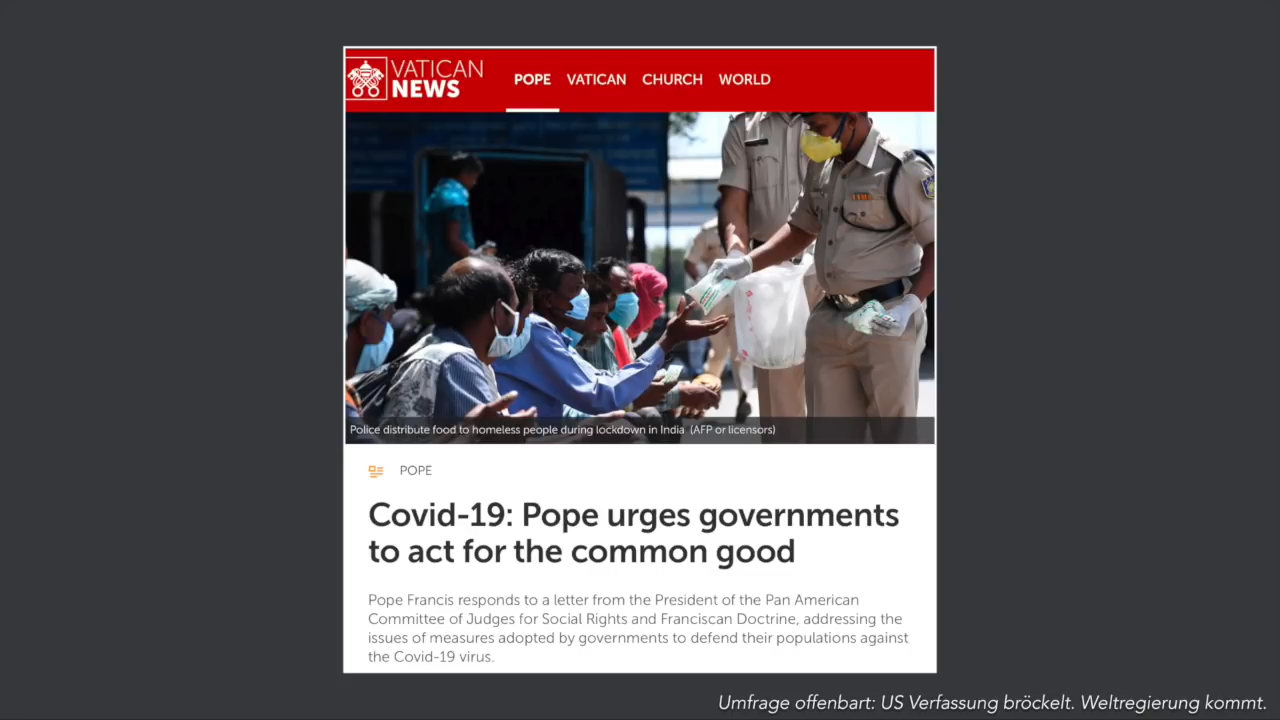 VATICAN
NEWS
POPE VATICAN CHURCH WORLD
Police distribute food to homeless people during lockdown in India (AFP or licensors)
POPE
Covid-19: Pope urges governments
to act for the common good
Pope Francis responds to a letter from the President of the Pan American
Committee of Judges for Social Rights and Franciscan Doctrine, addressing the
issues of measures adopted by governments to defend their populations against
the Covid-19 virus.
Umfrage offenbart: US Verfassung bröckelt. Weltregierung kommt.